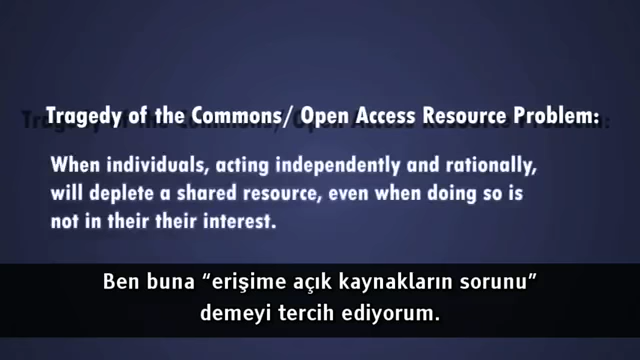 Tragedy of the Commons/ Open Access Resource Problem:
When individuals, acting independently and rationally,
will deplete a shared resource, even when doing so is
not in their their interest.
Ben buna “erişime açık kaynakların sorunu”
demeyi tercih ediyorum.